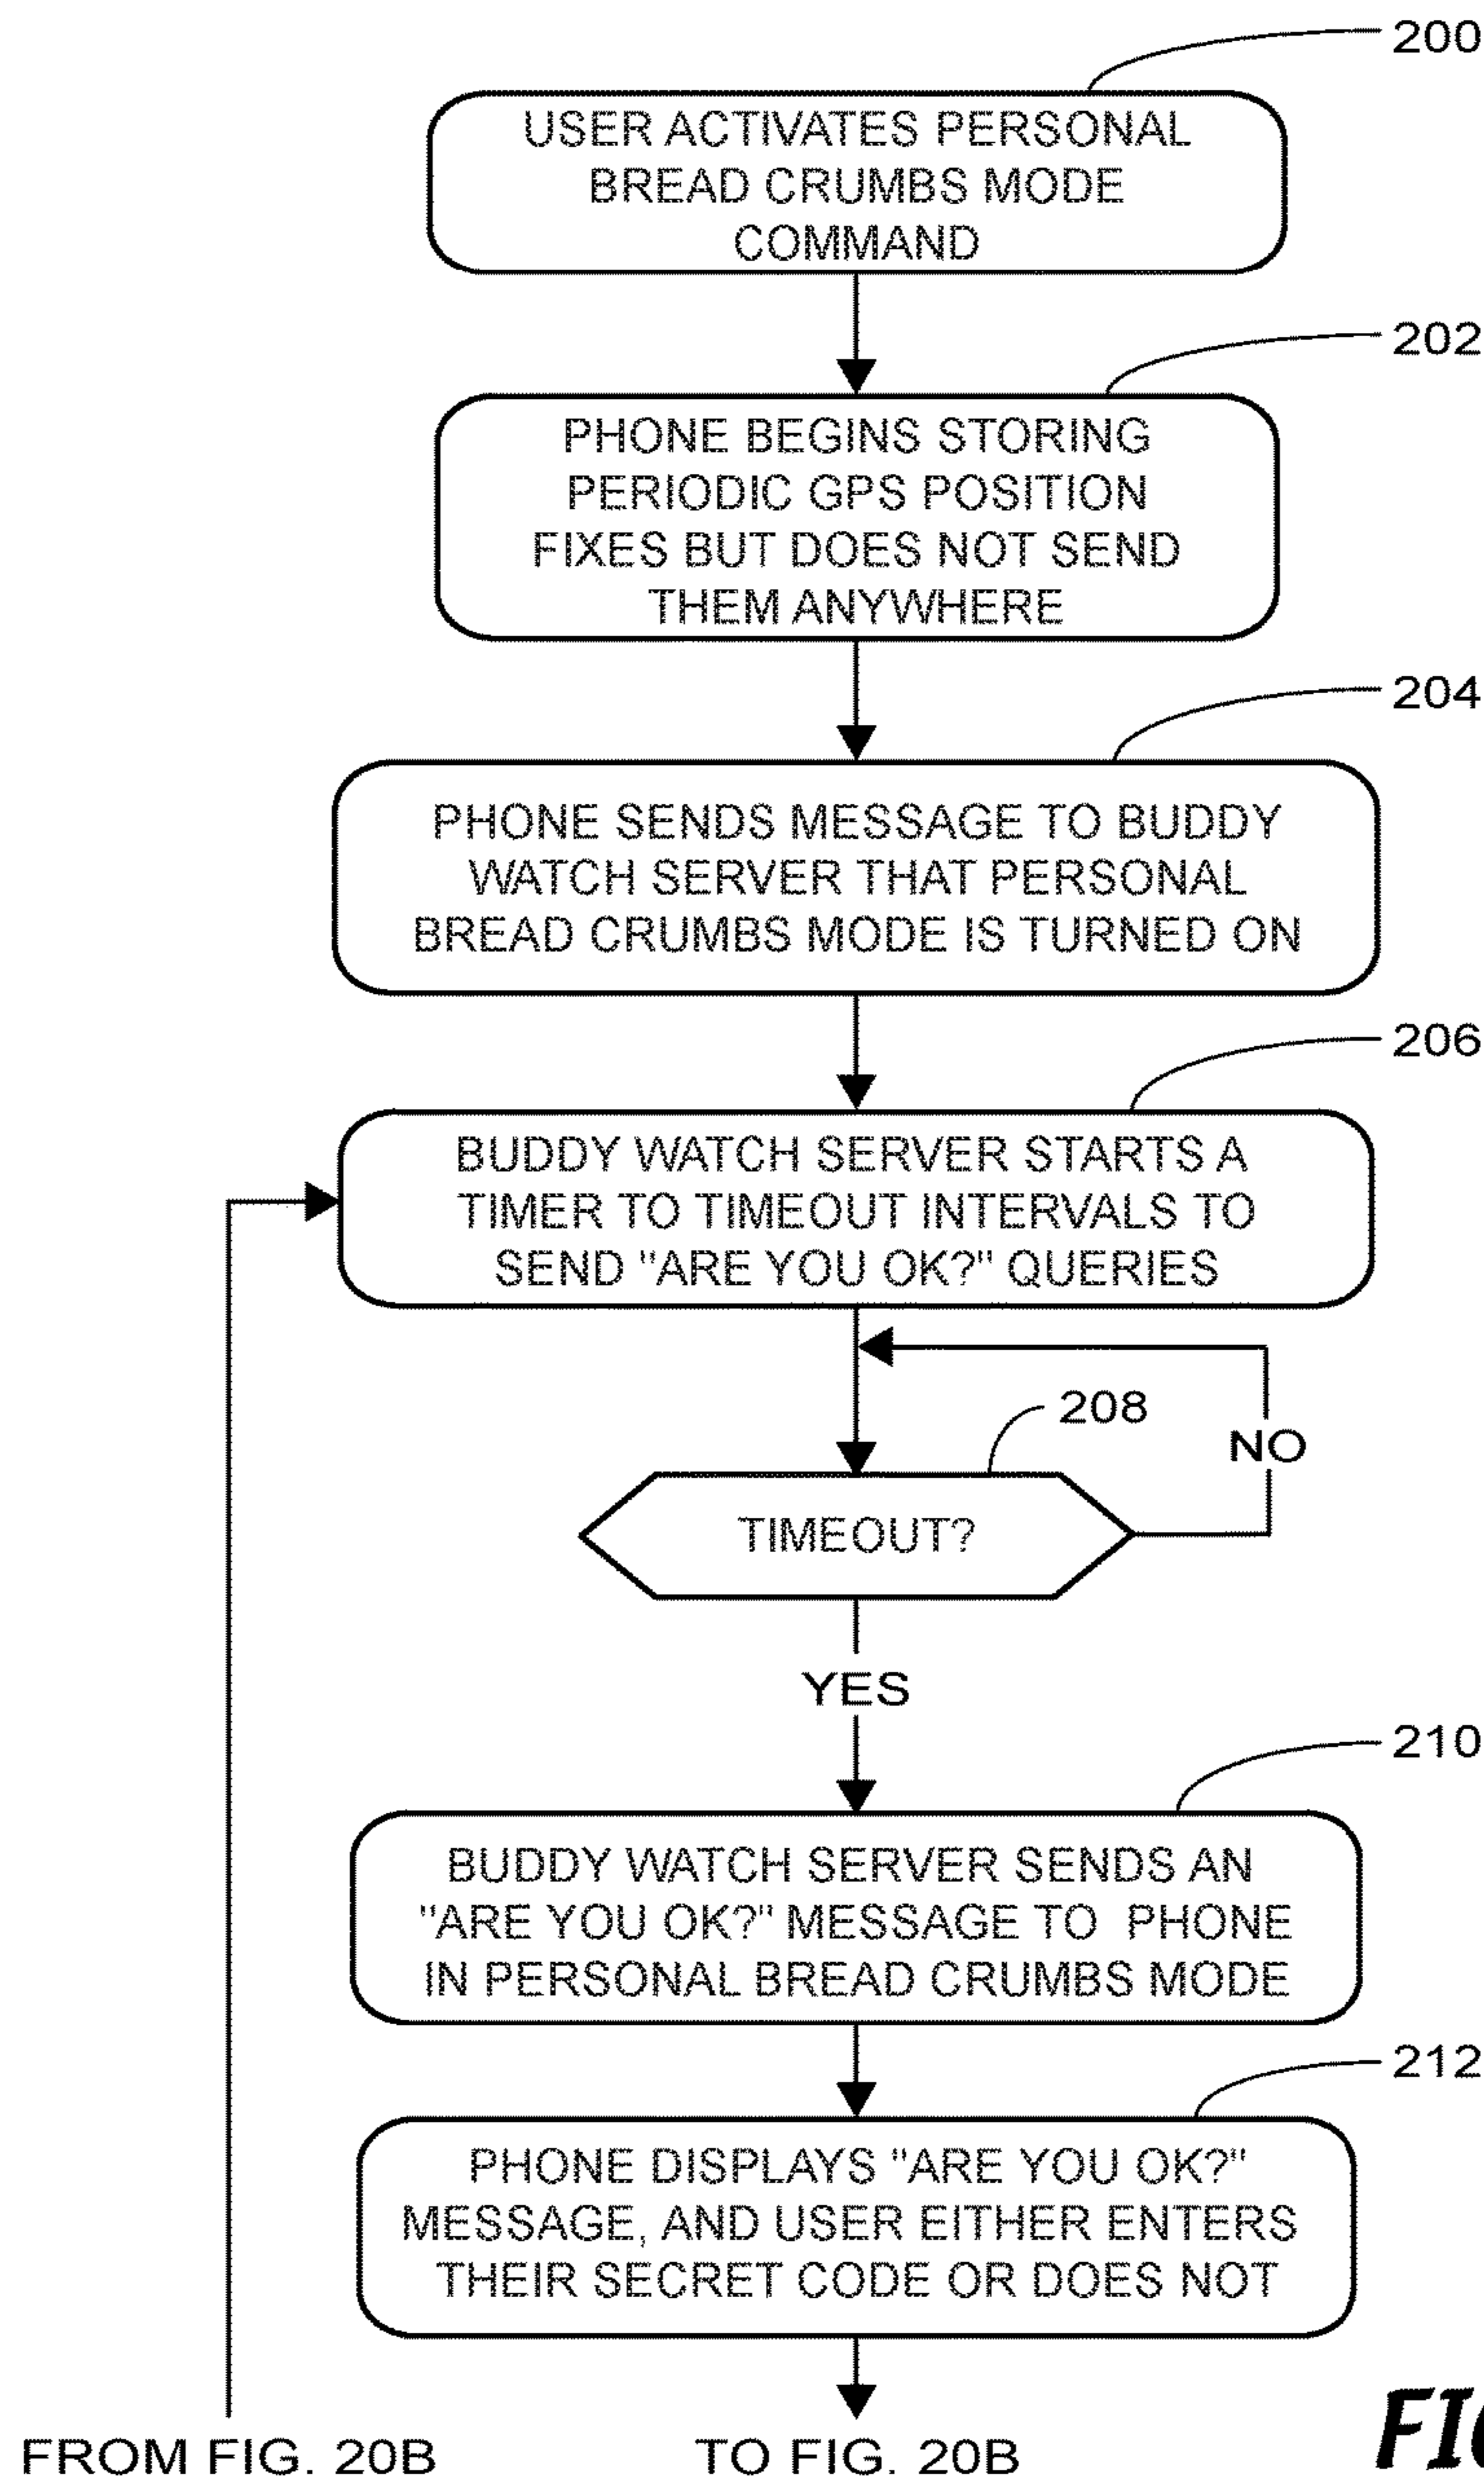 200
USER ACTIVATES PERSONAL
BREAD CRUMBS MODE
COMMAND
202
PHONE BEGINS STORING
PERIODIC GPS POSITION
FIXES BUT DOES NOT SEND
THEM ANYWHERE
204
PHONE SENDS MESSAGE TO BUDDY
WATCH SERVER THAT PERSONAL
BREAD CRUMBS MODE IS TURNED ON
206
BUDDY WATCH SERVER STARTS A
TIMER TO TIMEOUT INTERVALS TO
SEND "ARE YOU OK?" QUERIES
208
NO
TIMEOUT?
YES
210
BUDDY WATCH SERVER SENDS AN
"ARE YOU OK?" MESSAGE TO PHONE
IN PERSONAL BREAD CRUMBS MODE
212
PHONE DISPLAYS "ARE YOU OK?"
MESSAGE, AND USER EITHER ENTERS
THEIR SECRET CODE OR DOES NOT
FROM FIG. 20B
TO FIG. 20B